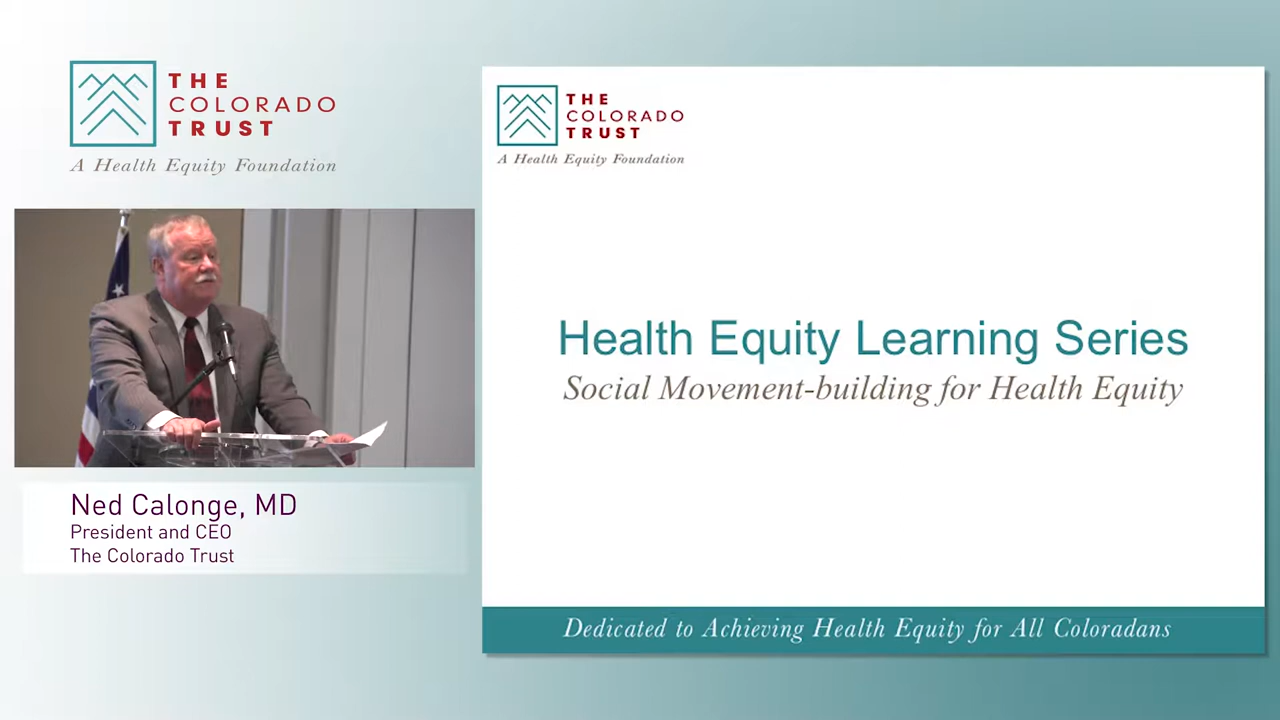 THE
COLORADO
TRUST
A Health Equity Foundation
Ned Calonge, MD
President and CEO
The Colorado Trust
THE
COLORADO
TRUST
A Health Equity Foundation
Health Equity Learning Series
Social Movement-building for Health Equity
Dedicated to Achieving Health Equity for All Coloradans